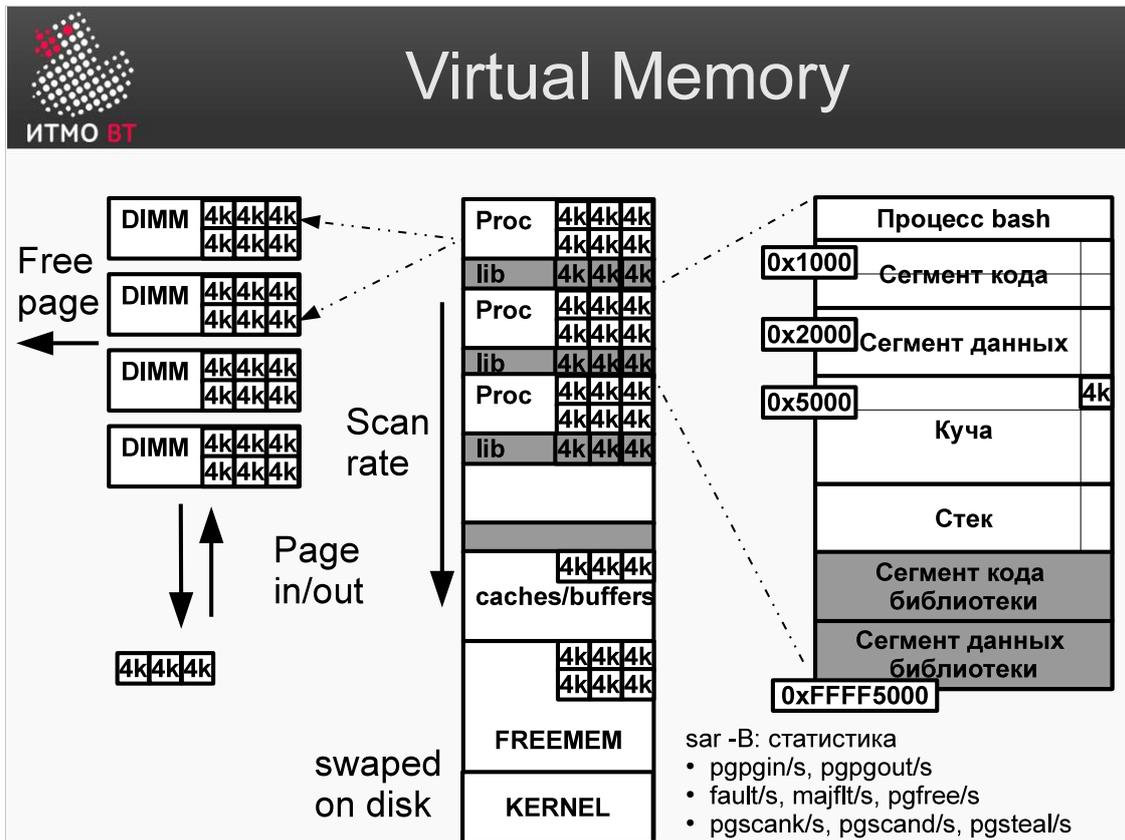 ИТМО ВТ
Virtual Memory
Free
page
DIMM 4k 4k 4k
4k 4k 4k
DIMM 4k 4k 4k
4k 4k 4k
DIMM 4k 4k 4k
4k 4k 4k
DIMM 4k 4k 4k
4k 4k 4k
Page
in/out
4k 4k 4k
Scan
rate
swaped
on disk
Proc 4k 4k 4k
4k 4k 4k
lib 4k 4k 4k
Proc 4k 4k 4k
4k 4k 4k
lib 4k 4k 4k
Proc 4k 4k 4k
4k 4k 4k
lib 4k 4k 4k
4k 4k 4k
caches/buffers
4k 4k 4k
4k 4k 4k
FREEMEM
KERNEL
Процесс bash
0x1000
Сегмент кода
0x2000
Сегмент данных
0x5000
4k
Куча
Стек
Сегмент кода
библиотеки
Сегмент данных
библиотеки
0xFFFF5000
sar -B: статистика
• pgpgin/s, pgpgout/s
• fault/s, majflt/s, pgfree/s
• pgscank/s, pgscand/s, pgsteal/s